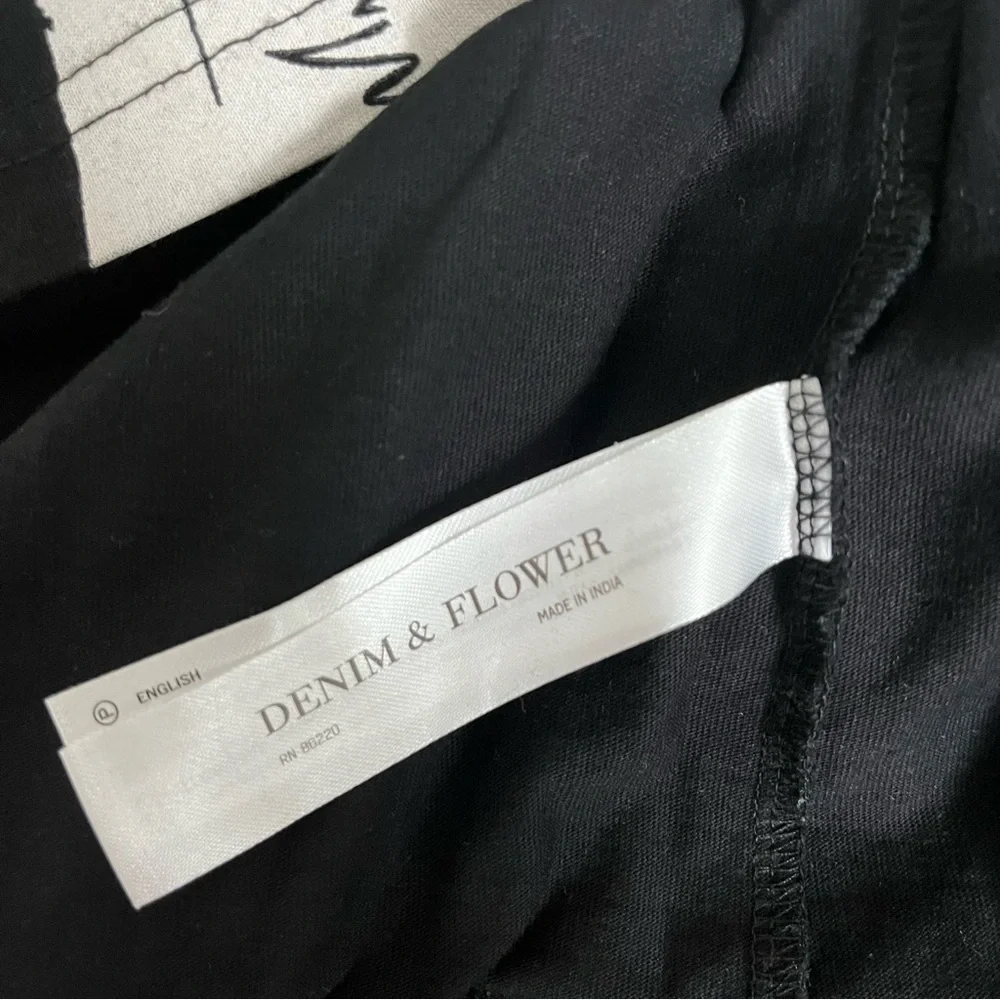 DENIM & FLOWER
MADE IN INDIA
RN 86220
Ⓟ ENGLISH